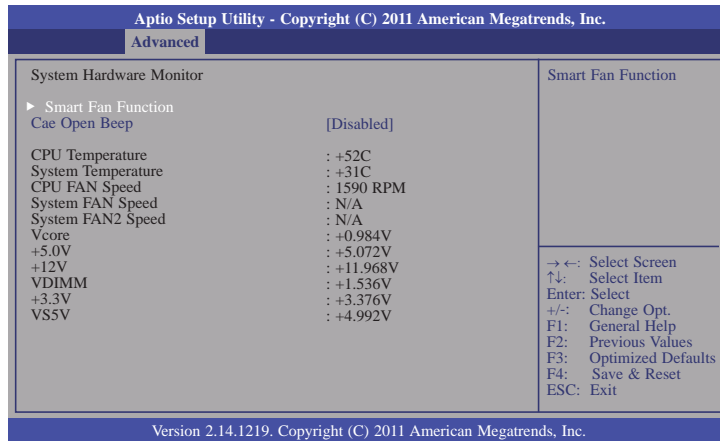 Aptio Setup Utility - Copyright (C) 2011 American Megatrends, Inc.
Advanced
System Hardware Monitor
► Smart Fan Function
Cae Open Beep [Disabled]
CPU Temperature : +52C
System Temperature : +31C
CPU FAN Speed : 1590 RPM
System FAN Speed : N/A
System FAN2 Speed : N/A
Vcore : +0.984V
+5.0V : +5.072V
+12V : +11.968V
VDIMM : +1.536V
+3.3V : +3.376V
VS5V : +4.992V
Smart Fan Function
→←: Select Screen
↑↓: Select Item
Enter: Select
+/-: Change Opt.
F1: General Help
F2: Previous Values
F3: Optimized Defaults
F4: Save & Reset
ESC: Exit
Version 2.14.1219. Copyright (C) 2011 American Megatrends, Inc.